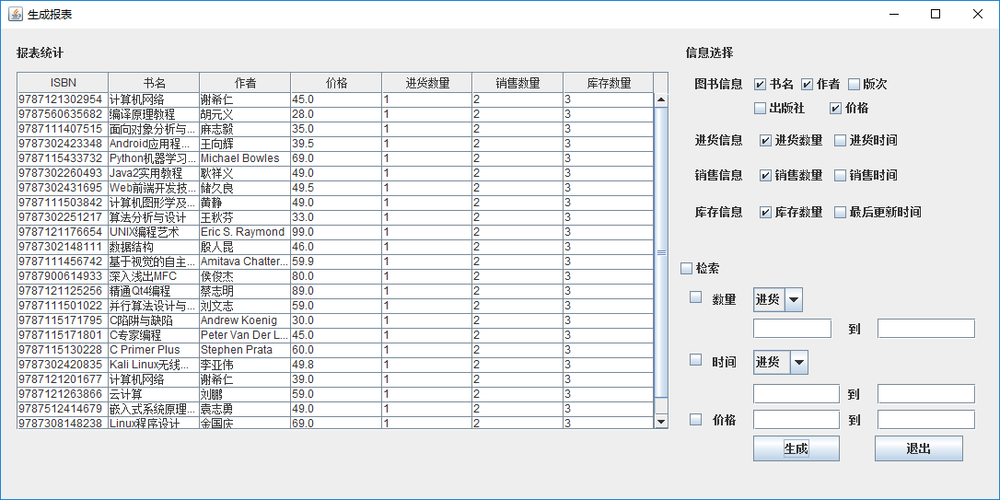 生成报表
报表统计
ISBN 书名 作者 价格 进货数量 销售数量 库存数量
9787121302954 计算机网络 谢希仁 45.0 1 2 3
9787560635682 编译原理教程 胡元义 28.0 1 2 3
9787111407515 面向对象分析与... 麻志毅 35.0 1 2 3
9787302423348 Android应用程... 王向辉 39.5 1 2 3
9787115433732 Python机器学习... Michael Bowles 69.0 1 2 3
9787302260493 Java2实用教程 耿祥义 49.0 1 2 3
9787302431695 Web前端开发技... 储久良 49.5 1 2 3
9787111503842 计算机图形学及... 黄静 49.0 1 2 3
9787302251217 算法分析与设计 王秋芬 33.0 1 2 3
9787121176654 UNIX编程艺术 Eric S. Raymond 99.0 1 2 3
9787302148111 数据结构 殷人昆 46.0 1 2 3
9787111456742 基于视觉的自主... Amitava Chatter... 59.9 1 2 3
9787900614933 深入浅出MFC 侯俊杰 80.0 1 2 3
9787121125256 精通Qt4编程 蔡志明 89.0 1 2 3
9787111501022 并行算法设计与... 刘文志 59.0 1 2 3
9787115171795 C陷阱与缺陷 Andrew Koenig 30.0 1 2 3
9787115171801 C专家编程 Peter Van Der L... 45.0 1 2 3
9787115130228 C Primer Plus Stephen Prata 60.0 1 2 3
9787302420835 Kali Linux无线... 李亚伟 49.8 1 2 3
9787121201677 计算机网络 谢希仁 39.0 1 2 3
9787121263866 云计算 刘鹏 59.0 1 2 3
9787512414679 嵌入式系统原理... 袁志勇 49.0 1 2 3
9787308148238 Linux程序设计 金国庆 69.0 1 2 3
信息选择
图书信息 书名 作者 版次
出版社 价格
进货信息 进货数量 进货时间
销售信息 销售数量 销售时间
库存信息 库存数量 最后更新时间
检索
数量 进货
到
时间 进货
到
价格 到
生成 退出